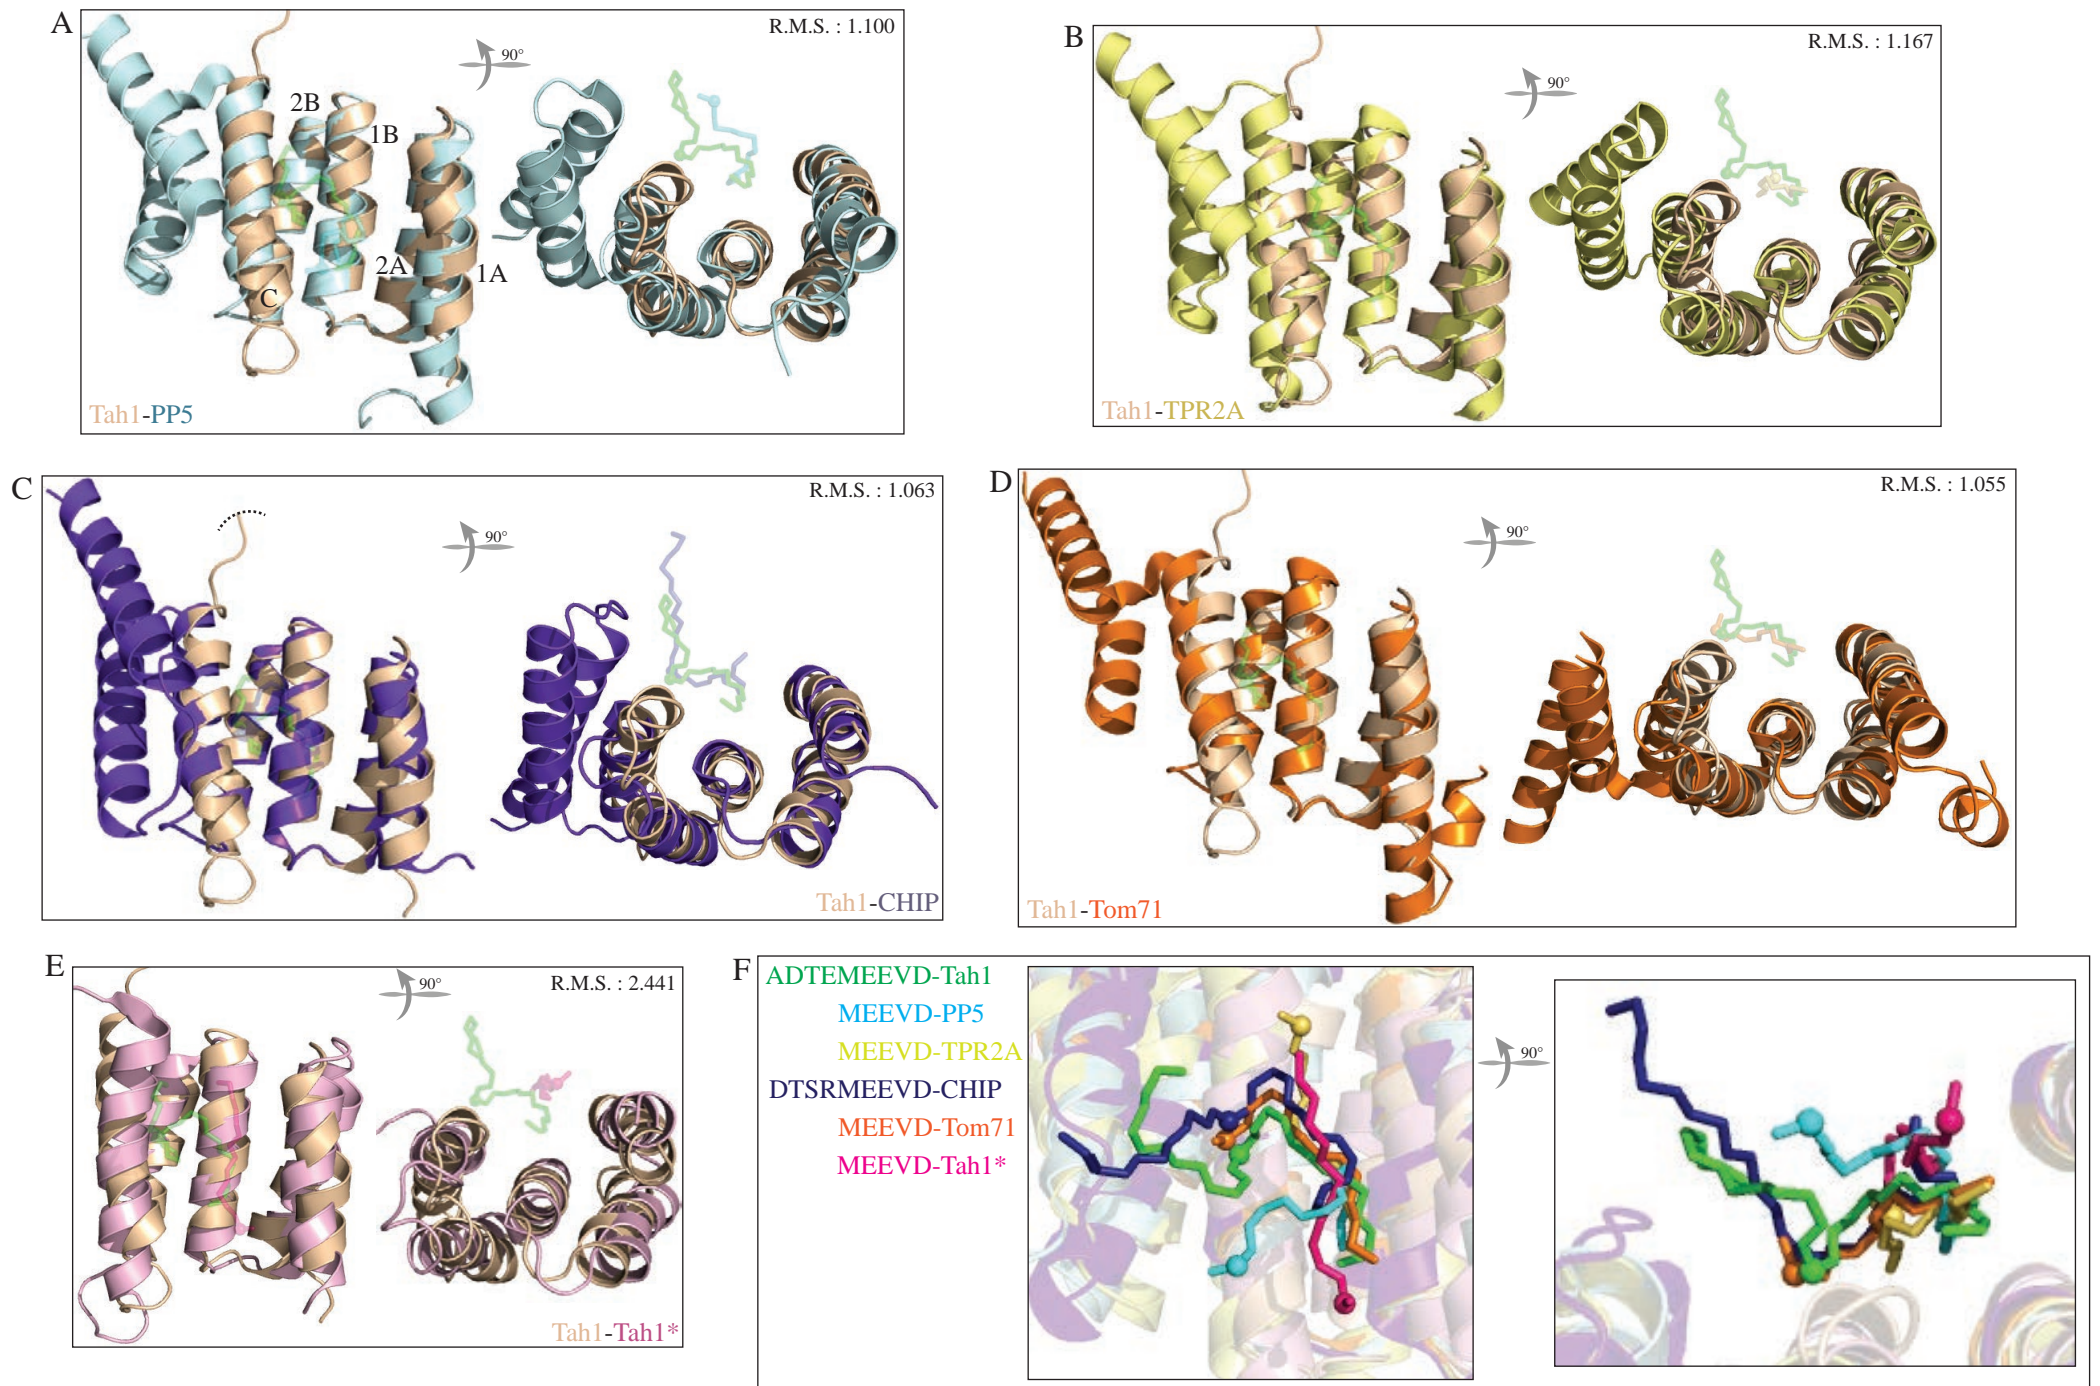 A
R.M.S. : 1.100
90°
2B
1B
2A
1A
C
Tah1-PP5
B
R.M.S. : 1.167
90°
Tah1-TPR2A
C
R.M.S. : 1.063
90°
Tah1-CHIP
D
R.M.S. : 1.055
90°
Tah1-Tom71
E
R.M.S. : 2.441
90°
Tah1-Tah1*
F
ADTEMEEVD-Tah1
MEEVD-PP5
MEEVD-TPR2A
DTSRMEEVD-CHIP
MEEVD-Tom71
MEEVD-Tah1*
90°